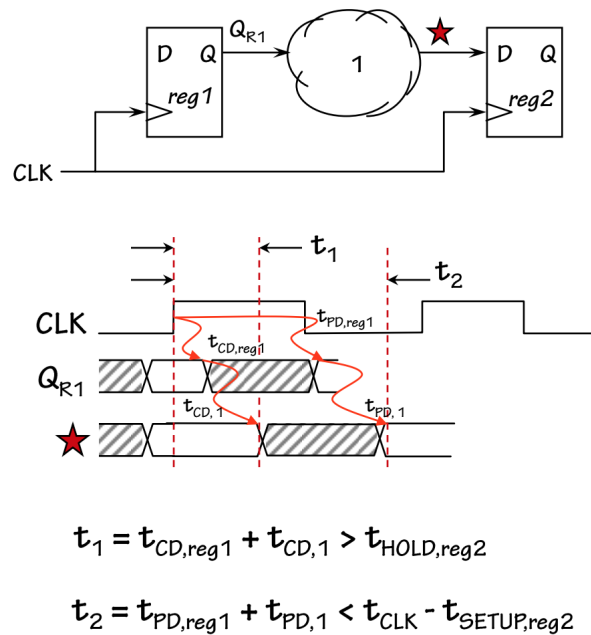 Q_R1
D Q
reg1
1
D Q
reg2
CLK
t_1
t_2
CLK
t_PD,reg1
t_CD,reg1
Q_R1
t_CD, 1
t_PD, 1
t_1 = t_CD,reg1 + t_CD,1 > t_HOLD,reg2
t_2 = t_PD,reg1 + t_PD,1 < t_CLK - t_SETUP,reg2